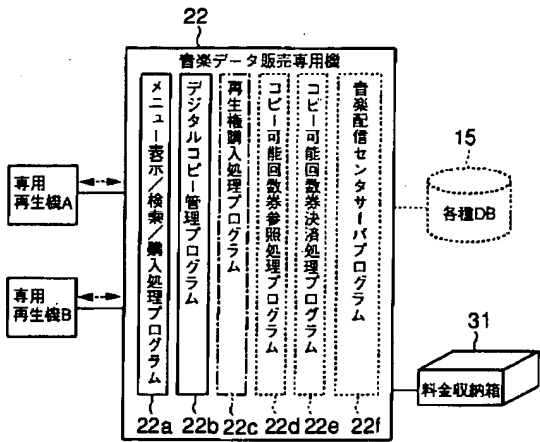 22
音楽データ販売専用機
メニュー表示/検索/購入処理プログラム
デジタルコピー管理プログラム
再生権購入処理プログラム
コピー可能回数券参照処理プログラム
コピー可能回数券決済処理プログラム
音楽配信センタサーバプログラム
専用
再生機A
専用
再生機B
15
各種DB
31
料金収納箱
22a 22b 22c 22d 22e 22f